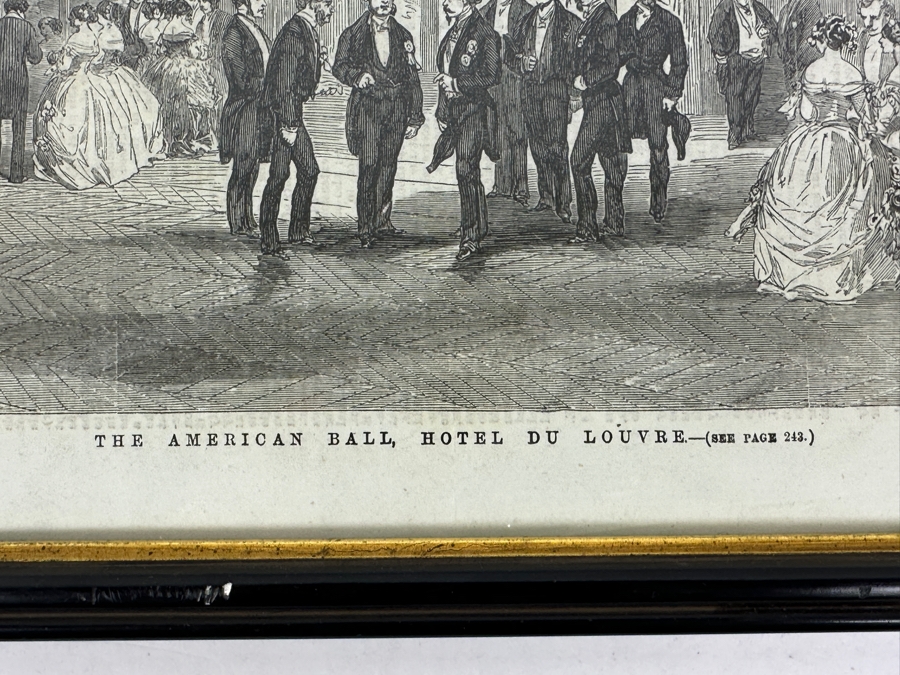 THE AMERICAN BALL, HOTEL DU LOUVRE.—(SEE PAGE 243.)